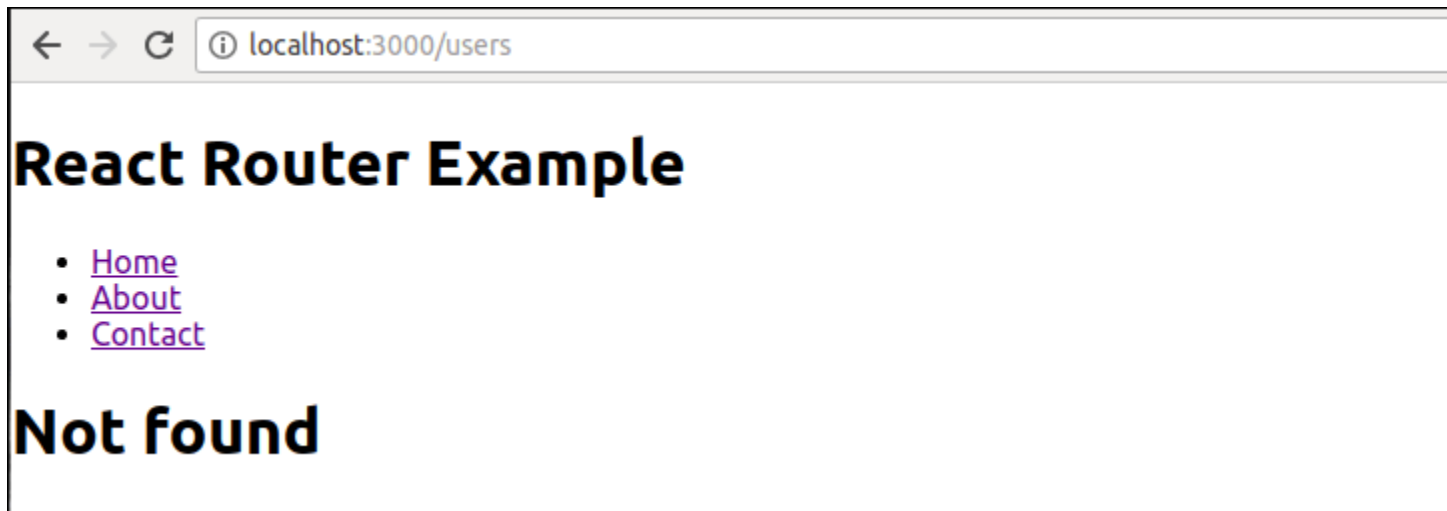 localhost:3000/users
React Router Example
Home
About
Contact
Not found